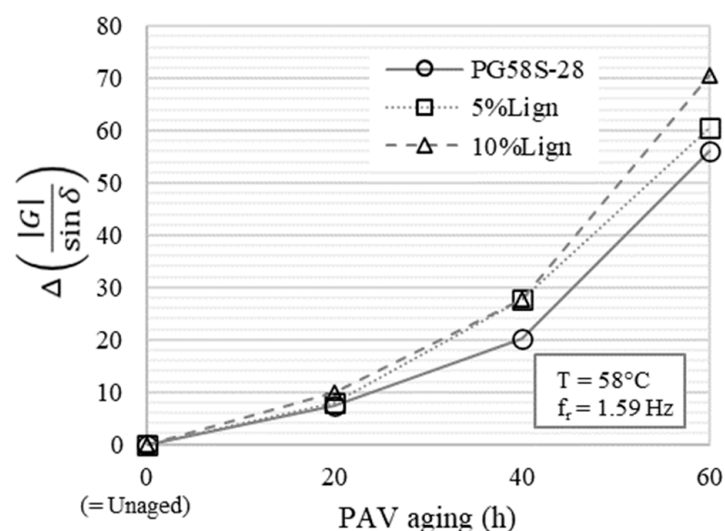 80
70
60
50
40
30
20
10
0
Δ(|G|/sin δ)
PG58S-28
5%Lign
10%Lign
T = 58°C
fr = 1.59 Hz
0 20 40 60
(= Unaged)
PAV aging (h)